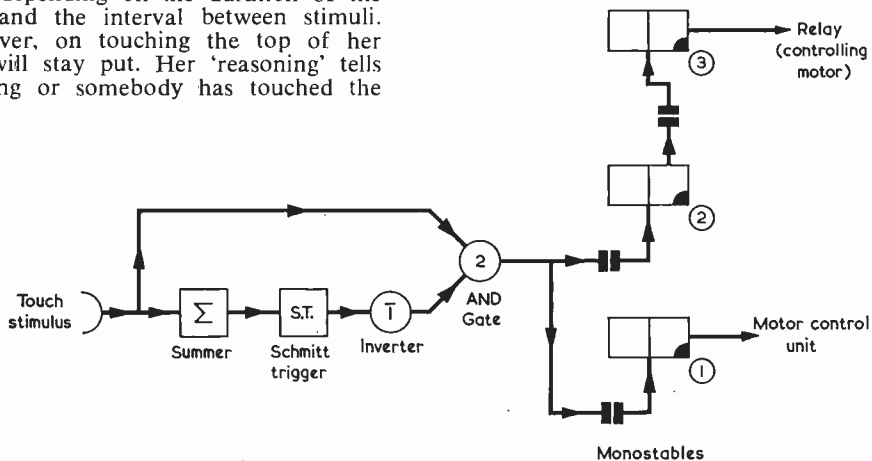 depending on the duration of the
and the interval between stimuli.
ver, on touching the top of her
will stay put. Her ‘reasoning’ tells
ng or somebody has touched the
Relay
(controlling
motor)
3
2
Touch
stimulus
Σ
Summer
S.T.
Schmitt
trigger
Ī
Inverter
2
AND
Gate
Motor control
unit
1
Monostables